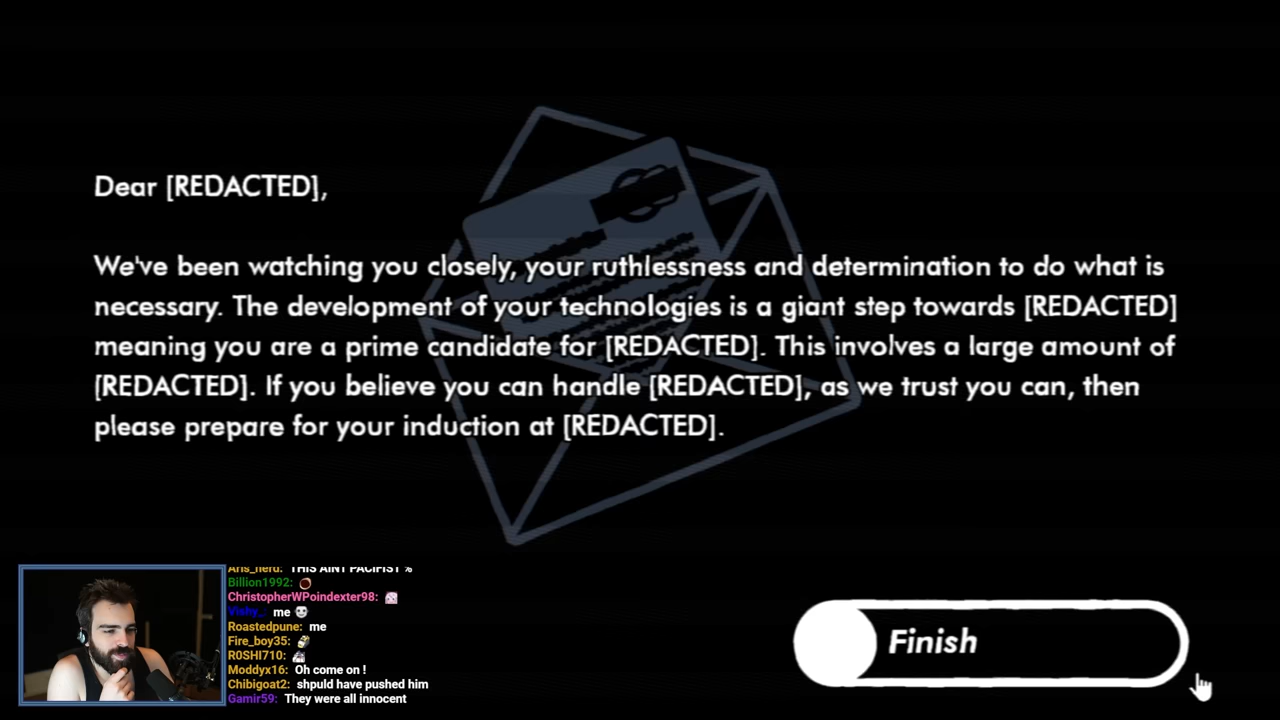 Dear [REDACTED],
We've been watching you closely, your ruthlessness and determination to do what is
necessary. The development of your technologies is a giant step towards [REDACTED]
meaning you are a prime candidate for [REDACTED]. This involves a large amount of
[REDACTED]. If you believe you can handle [REDACTED], as we trust you can, then
please prepare for your induction at [REDACTED].
Finish
THIS AINT PACIFIST %
Billion1992:
ChristopherWPoindexter98:
Vishy_: me
Roastedpune: me
Fire_boy35:
R0SHI710:
Moddyx16: Oh come on !
Chibigoat2: shpuld have pushed him
Gamir59: They were all innocent